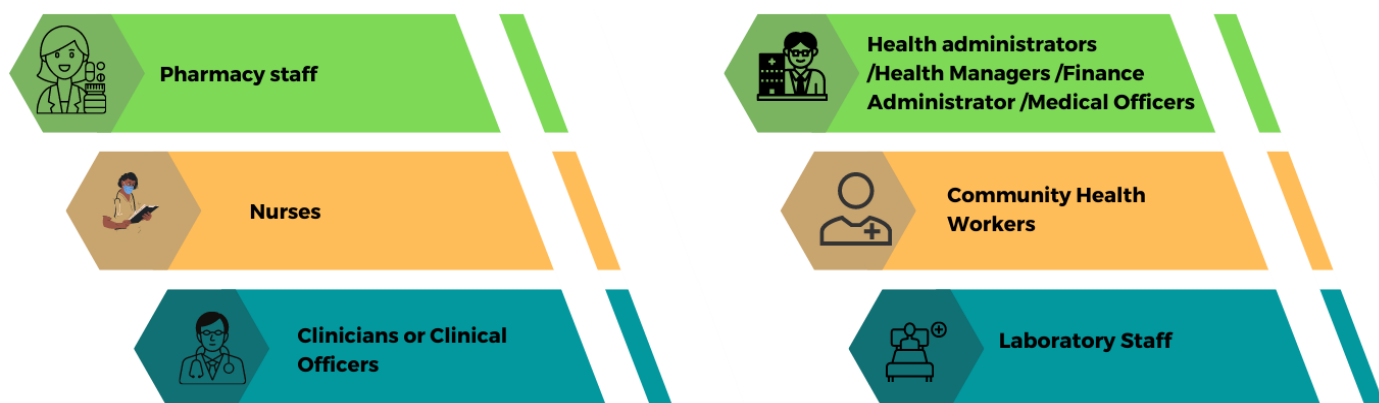 Pharmacy staff
Nurses
Clinicians or Clinical
Officers
Health administrators
/Health Managers /Finance
Administrator /Medical Officers
Community Health
Workers
Laboratory Staff